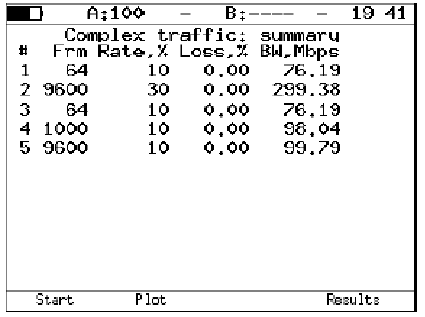 A:100 – B:---- – 19 41
Complex traffic: summary
# Frm Rate,% Loss,% BW,Mbps
1 64 10 0.00 76.19
2 9600 30 0.00 299.38
3 64 10 0.00 76.19
4 1000 10 0.00 98.04
5 9600 10 0.00 99.79
Start Plot Results